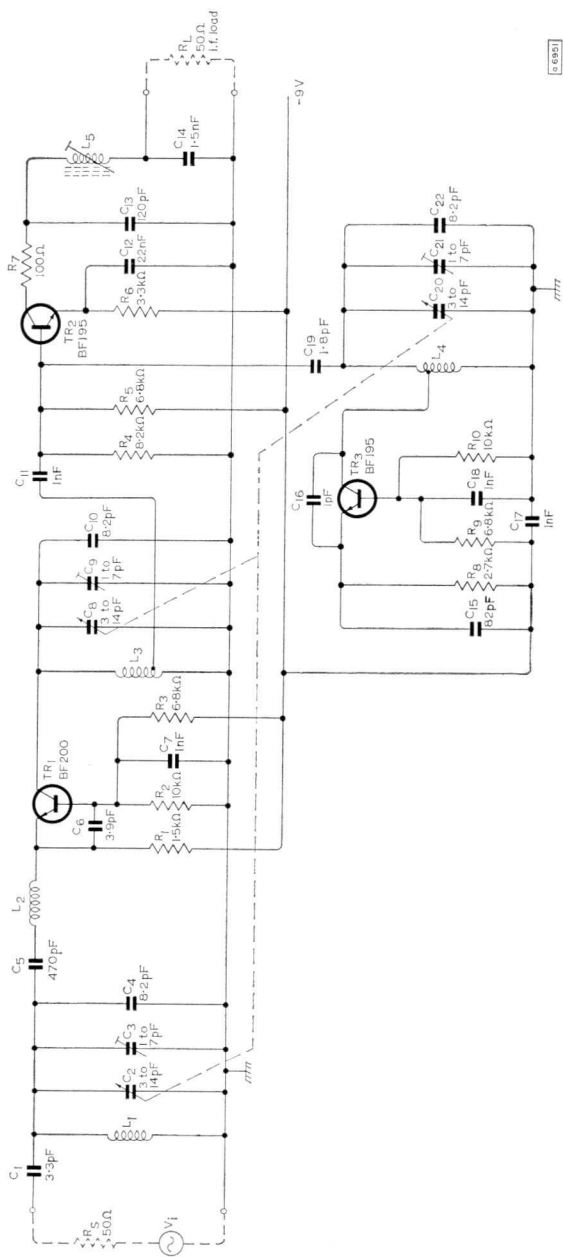 C1
3·3pF
RS
50Ω
Vi
L1
C2
3 to
14pF
C3
1 to
7pF
C4
8·2pF
C5
470pF
L2
TR1
BF200
C6
3·9pF
R1
1·5kΩ
R2
10kΩ
C7
1nF
R3
6·8kΩ
L3
C8
3 to
14pF
C9
1 to
7pF
C10
8·2pF
C11
1nF
R4
8·2kΩ
R5
6·8kΩ
TR2
BF195
R6
3·3kΩ
C12
22nF
C13
120pF
R7
100Ω
L5
C14
1·5nF
RL
50Ω
i.f. load
-9V
C19
1·8pF
C15
82pF
R8
2·7kΩ
R9
6·8kΩ
C18
1nF
R10
10kΩ
C17
1nF
C16
1pF
TR3
BF195
L4
C20
3 to
14pF
C21
1 to
7pF
C22
8·2pF
a6951